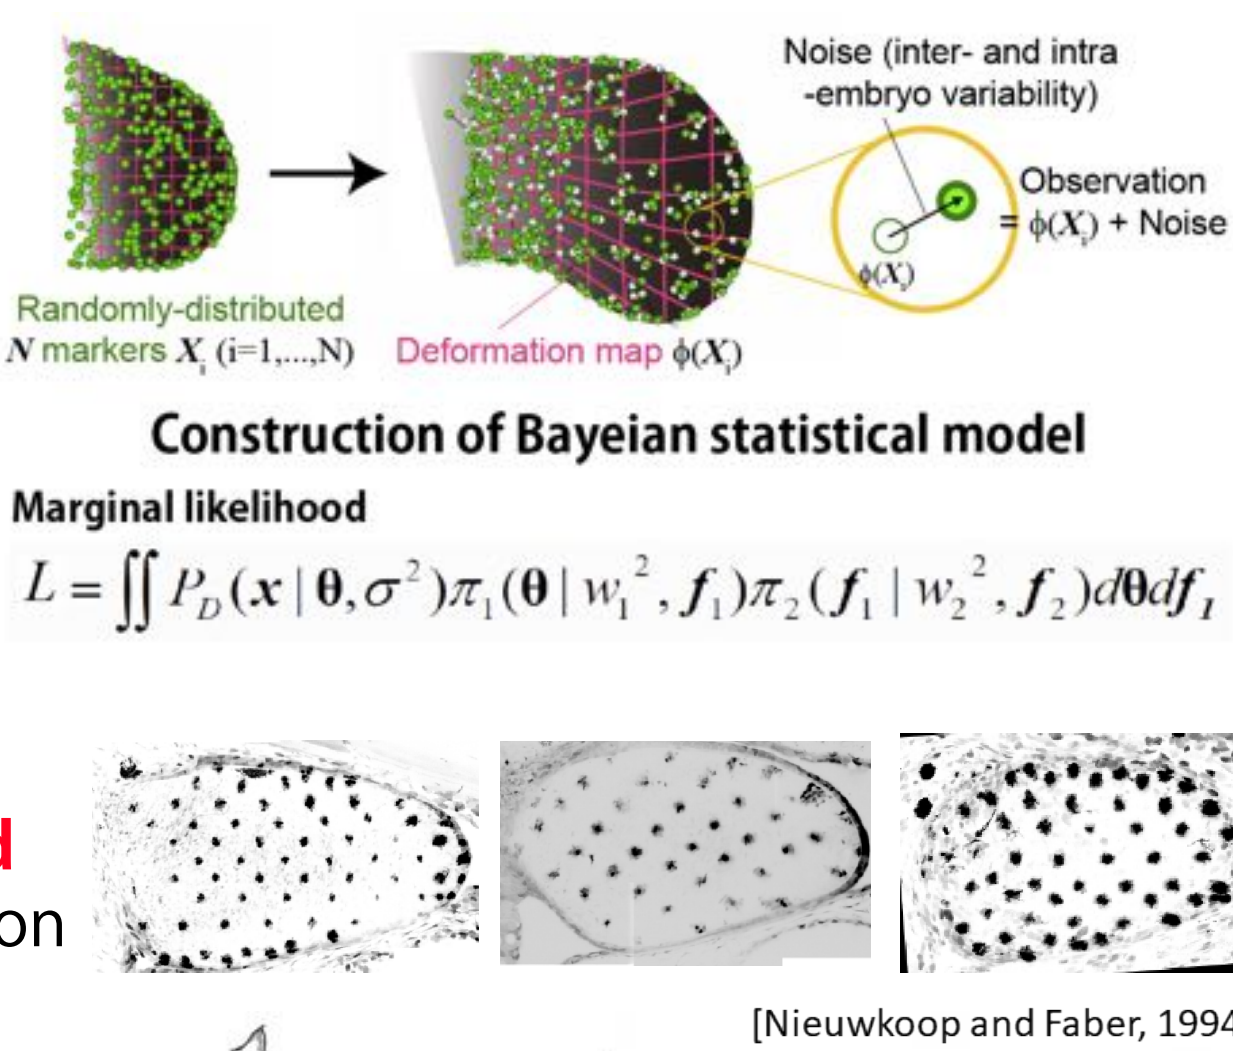 Noise (inter- and intra
-embryo variability)
Observation
= ϕ(Xᵢ) + Noise
ϕ(Xᵢ)
Randomly-distributed
N markers Xᵢ (i=1,...,N)
Deformation map ϕ(Xᵢ)
Construction of Bayeian statistical model
Marginal likelihood
L = ∬ P_D(x | θ, σ²)π₁(θ | w₁², f₁)π₂(f₁ | w₂², f₂)dθdf_I
d
on
[Nieuwkoop and Faber, 1994